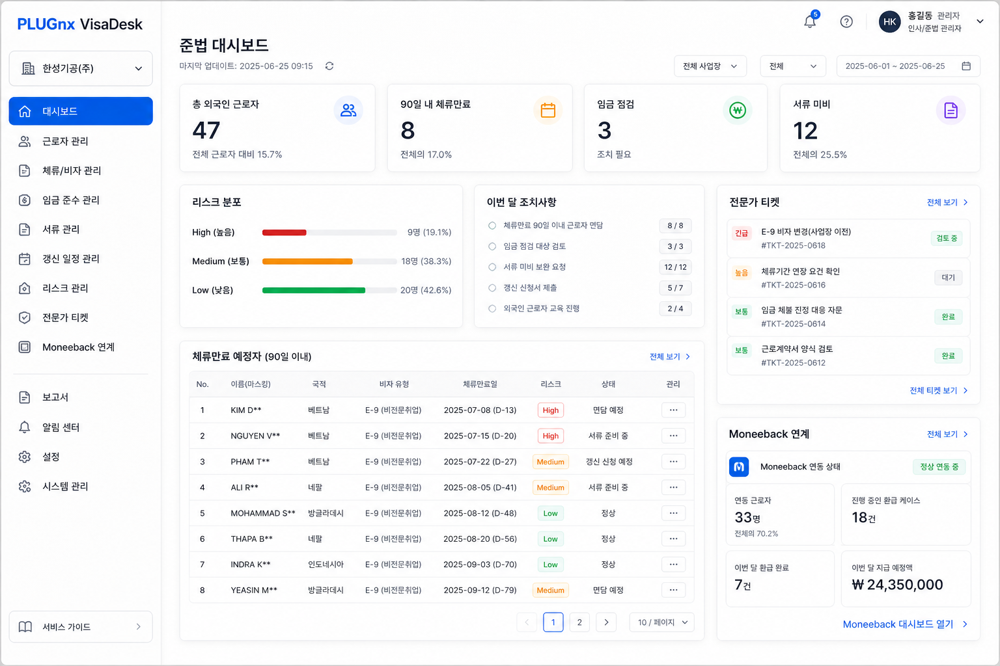 PLUGnx VisaDesk
한성기공(주)
대시보드
근로자 관리
체류/비자 관리
임금 준수 관리
서류 관리
갱신 일정 관리
리스크 관리
전문가 티켓
Moneeback 연계
보고서
알림 센터
설정
시스템 관리
서비스 가이드
5
?
HK
홍길동 관리자
인사/준법 관리자
준법 대시보드
마지막 업데이트: 2025-06-25 09:15
전체 사업장
전체
2025-06-01 ~ 2025-06-25
총 외국인 근로자
47
전체 근로자 대비 15.7%
90일 내 체류만료
8
전체의 17.0%
임금 점검
3
조치 필요
₩
서류 미비
12
전체의 25.5%
리스크 분포
High (높음) 9명 (19.1%)
Medium (보통) 18명 (38.3%)
Low (낮음) 20명 (42.6%)
이번 달 조치사항
체류만료 90일 이내 근로자 면담 8 / 8
임금 점검 대상 검토 3 / 3
서류 미비 보완 요청 12 / 12
갱신 신청서 제출 5 / 7
외국인 근로자 교육 진행 2 / 4
전문가 티켓 전체 보기
긴급 E-9 비자 변경(사업장 이전) 검토 중
#TKT-2025-0618
높음 체류기간 연장 요건 확인 대기
#TKT-2025-0616
보통 임금 체불 진정 대응 자문 완료
#TKT-2025-0614
보통 근로계약서 양식 검토 완료
#TKT-2025-0612
전체 티켓 보기
체류만료 예정자 (90일 이내) 전체 보기
No. 이름(마스킹) 국적 비자 유형 체류만료일 리스크 상태 관리
1 KIM D** 베트남 E-9 (비전문취업) 2025-07-08 (D-13) High 면담 예정 ···
2 NGUYEN V** 베트남 E-9 (비전문취업) 2025-07-15 (D-20) High 서류 준비 중 ···
3 PHAM T** 베트남 E-9 (비전문취업) 2025-07-22 (D-27) Medium 갱신 신청 예정 ···
4 ALI R** 네팔 E-9 (비전문취업) 2025-08-05 (D-41) Medium 서류 준비 중 ···
5 MOHAMMAD S** 방글라데시 E-9 (비전문취업) 2025-08-12 (D-48) Low 정상 ···
6 THAPA B** 네팔 E-9 (비전문취업) 2025-08-20 (D-56) Low 정상 ···
7 INDRA K** 인도네시아 E-9 (비전문취업) 2025-09-03 (D-70) Low 정상 ···
8 YEASIN M** 방글라데시 E-9 (비전문취업) 2025-09-12 (D-79) Medium 면담 예정 ···
1 2 10 / 페이지
Moneeback 연계 전체 보기
Moneeback 연동 상태 정상 연동 중
연동 근로자
33명
전체의 70.2%
진행 중인 환급 케이스
18건
이번 달 환급 완료
7건
이번 달 지급 예정액
₩ 24,350,000
Moneeback 대시보드 열기